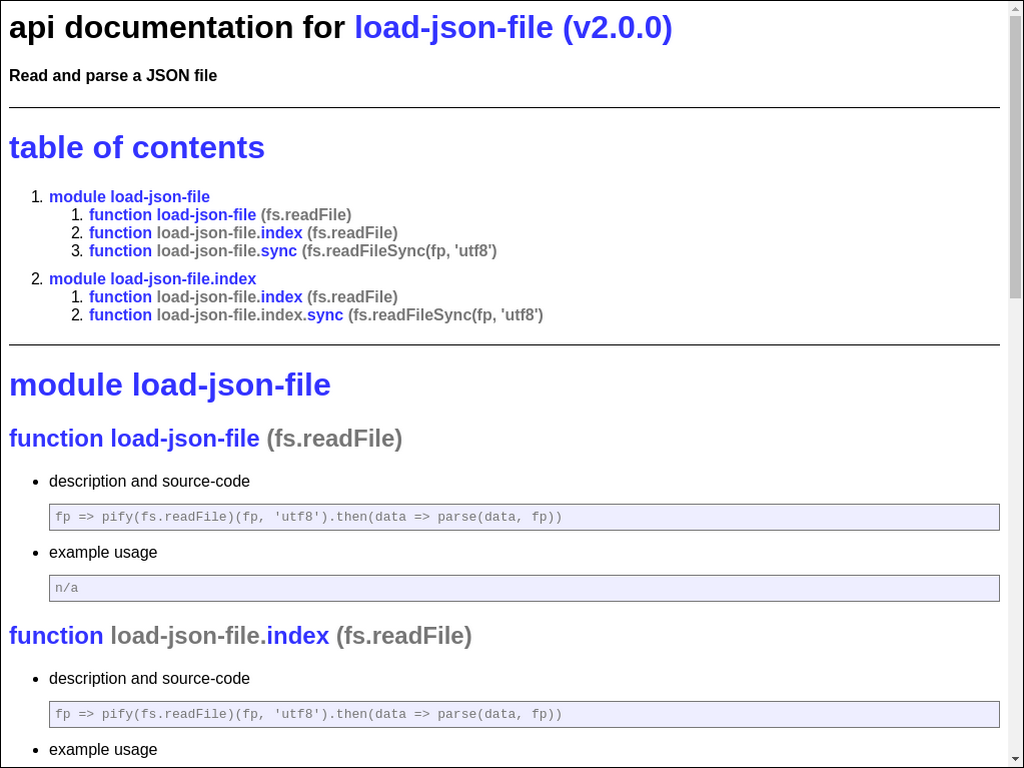 api documentation for load-json-file (v2.0.0)
Read and parse a JSON file
table of contents
1. module load-json-file
1. function load-json-file (fs.readFile)
2. function load-json-file.index (fs.readFile)
3. function load-json-file.sync (fs.readFileSync(fp, 'utf8')
2. module load-json-file.index
1. function load-json-file.index (fs.readFile)
2. function load-json-file.index.sync (fs.readFileSync(fp, 'utf8')
module load-json-file
function load-json-file (fs.readFile)
• description and source-code
fp => pify(fs.readFile)(fp, 'utf8').then(data => parse(data, fp))
• example usage
n/a
function load-json-file.index (fs.readFile)
• description and source-code
fp => pify(fs.readFile)(fp, 'utf8').then(data => parse(data, fp))
• example usage